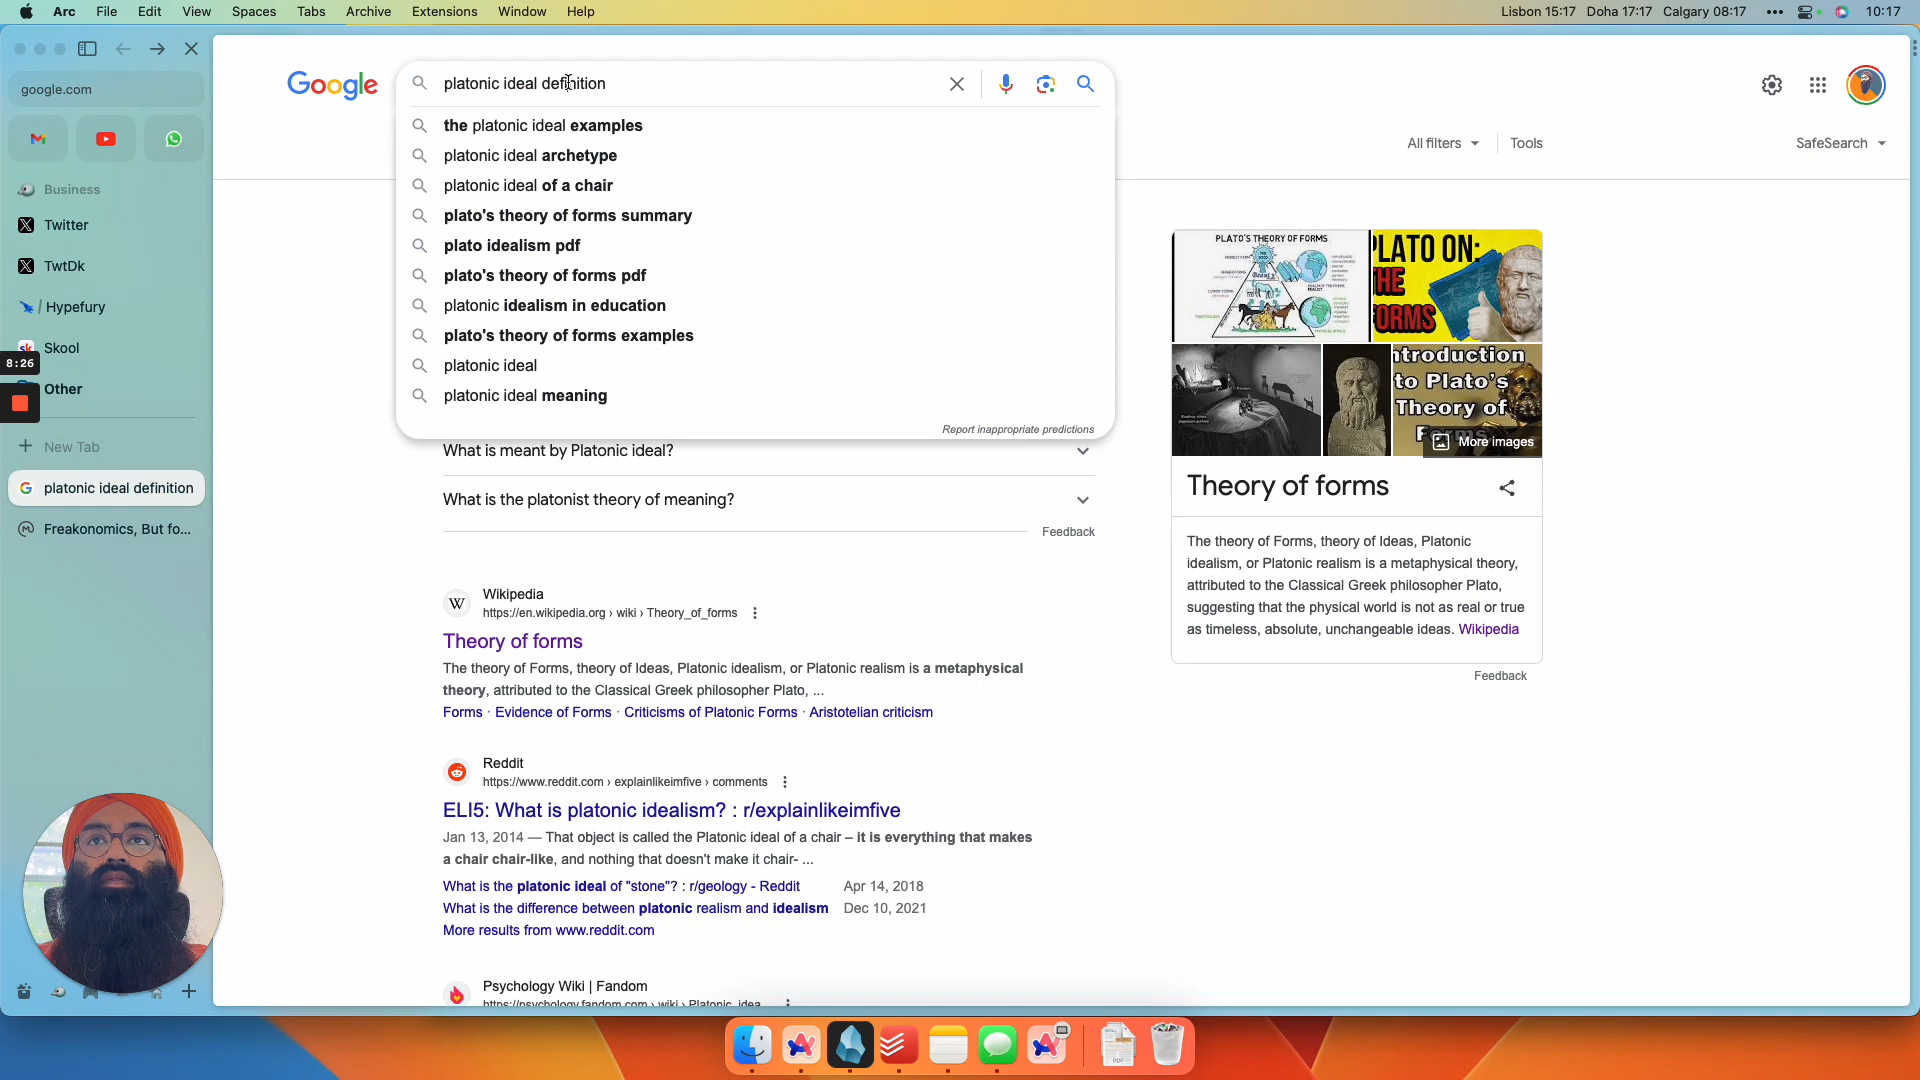 Arc File Edit View Spaces Tabs Archive Extensions Window Help
Lisbon 15:17 Doha 17:17 Calgary 08:17 ••• 10:17
google.com
Business
Twitter
TwtDk
/ Hypefury
Skool
8:26
Other
New Tab
platonic ideal definition
Freakonomics, But fo...
Google
platonic ideal definition
the platonic ideal examples
platonic ideal archetype
platonic ideal of a chair
plato's theory of forms summary
plato idealism pdf
plato's theory of forms pdf
platonic idealism in education
plato's theory of forms examples
platonic ideal
platonic ideal meaning
Report inappropriate predictions
All filters
Tools
SafeSearch
What is meant by Platonic ideal?
What is the platonist theory of meaning?
Feedback
W
Wikipedia
https://en.wikipedia.org › wiki › Theory_of_forms
Theory of forms
The theory of Forms, theory of Ideas, Platonic idealism, or Platonic realism is a metaphysical
theory, attributed to the Classical Greek philosopher Plato, ...
Forms · Evidence of Forms · Criticisms of Platonic Forms · Aristotelian criticism
Reddit
https://www.reddit.com › explainlikeimfive › comments
ELI5: What is platonic idealism? : r/explainlikeimfive
Jan 13, 2014 — That object is called the Platonic ideal of a chair – it is everything that makes
a chair chair-like, and nothing that doesn't make it chair- ...
What is the platonic ideal of "stone"? : r/geology - Reddit Apr 14, 2018
What is the difference between platonic realism and idealism Dec 10, 2021
More results from www.reddit.com
Psychology Wiki | Fandom
https://psychology.fandom.com › wiki › Platonic_idea...
PLATO'S THEORY OF FORMS
PLATO ON:
THE
FORMS
ntroduction
to Plato's
Theory of
More images
Theory of forms
The theory of Forms, theory of Ideas, Platonic
idealism, or Platonic realism is a metaphysical theory,
attributed to the Classical Greek philosopher Plato,
suggesting that the physical world is not as real or true
as timeless, absolute, unchangeable ideas. Wikipedia
Feedback
PDF